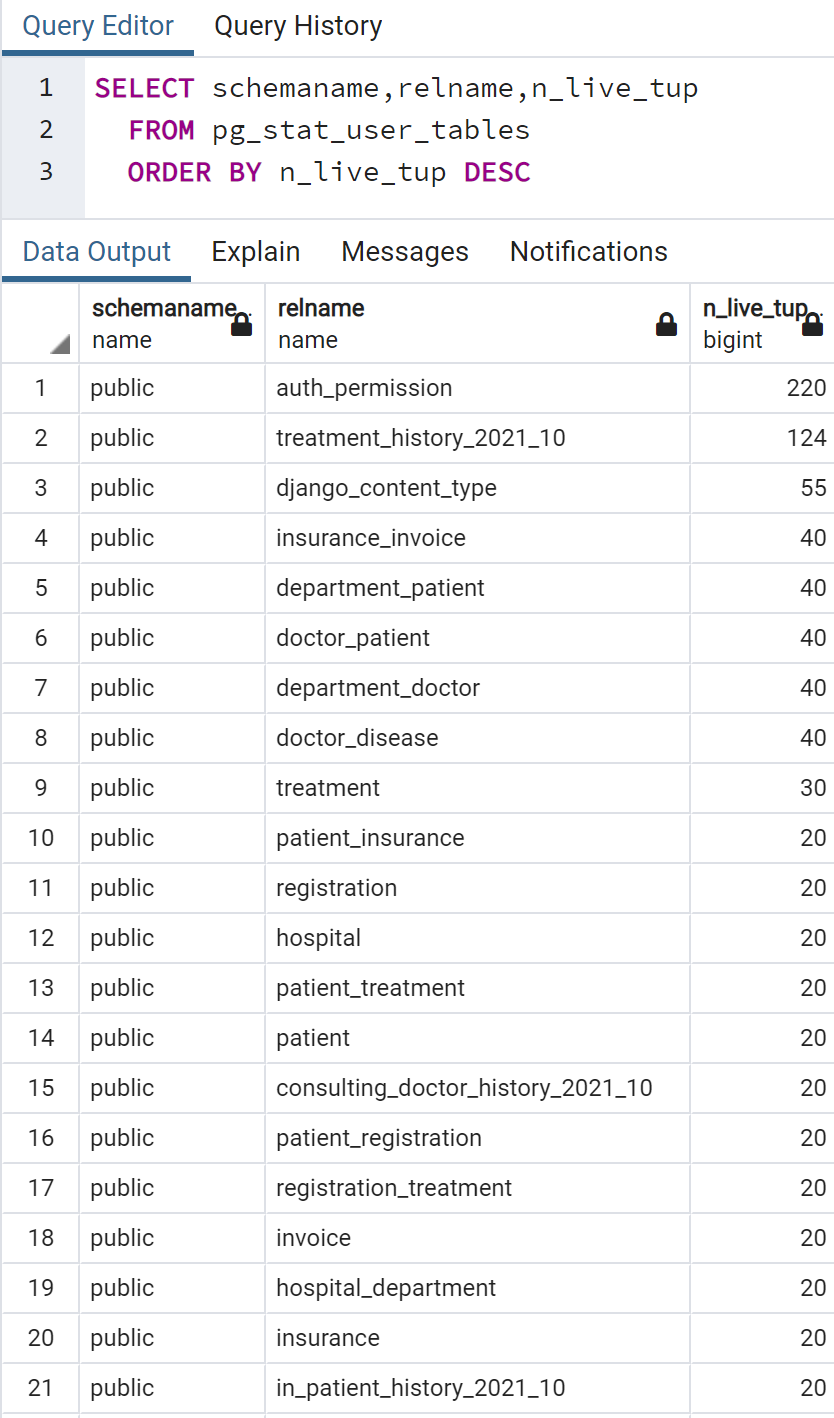 Query Editor Query History
1 SELECT schemaname,relname,n_live_tup
2 FROM pg_stat_user_tables
3 ORDER BY n_live_tup DESC
Data Output Explain Messages Notifications
schemaname relname n_live_tup
name name bigint
1 public auth_permission 220
2 public treatment_history_2021_10 124
3 public django_content_type 55
4 public insurance_invoice 40
5 public department_patient 40
6 public doctor_patient 40
7 public department_doctor 40
8 public doctor_disease 40
9 public treatment 30
10 public patient_insurance 20
11 public registration 20
12 public hospital 20
13 public patient_treatment 20
14 public patient 20
15 public consulting_doctor_history_2021_10 20
16 public patient_registration 20
17 public registration_treatment 20
18 public invoice 20
19 public hospital_department 20
20 public insurance 20
21 public in_patient_history_2021_10 20